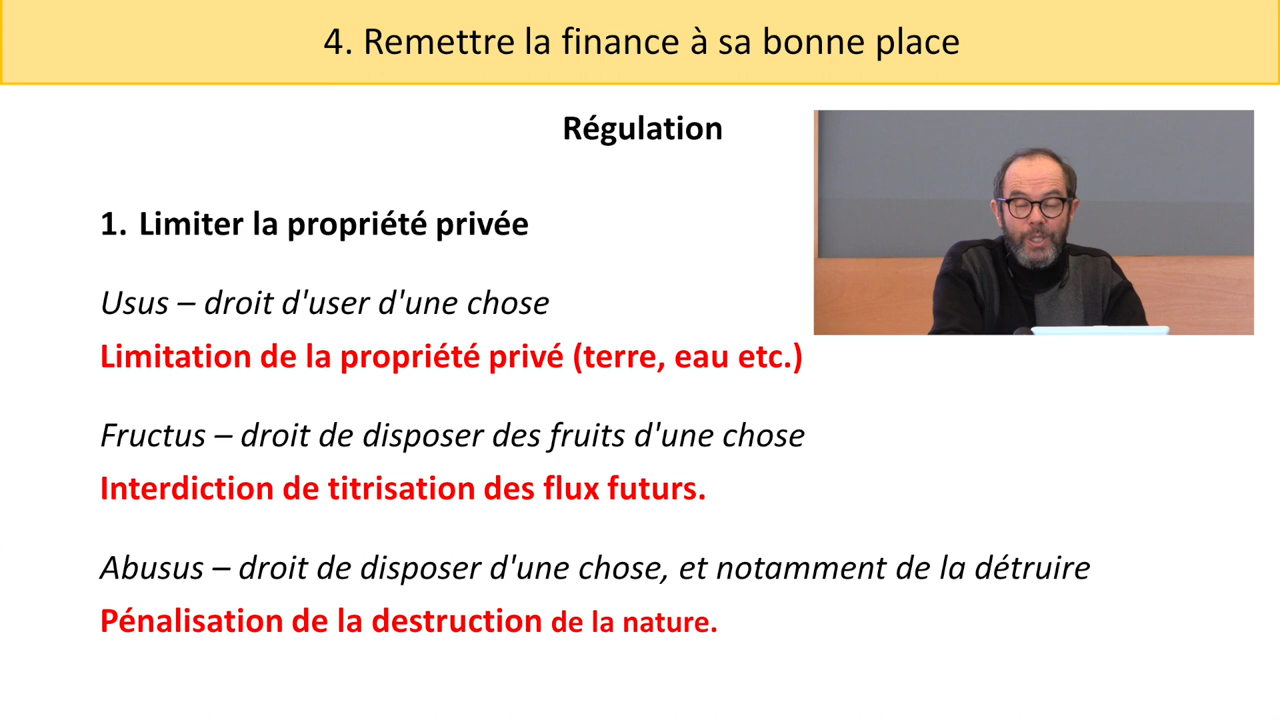 4. Remettre la finance à sa bonne place
Régulation
1. Limiter la propriété privée
Usus – droit d'user d'une chose
Limitation de la propriété privé (terre, eau etc.)
Fructus – droit de disposer des fruits d'une chose
Interdiction de titrisation des flux futurs.
Abusus – droit de disposer d'une chose, et notamment de la détruire
Pénalisation de la destruction de la nature.